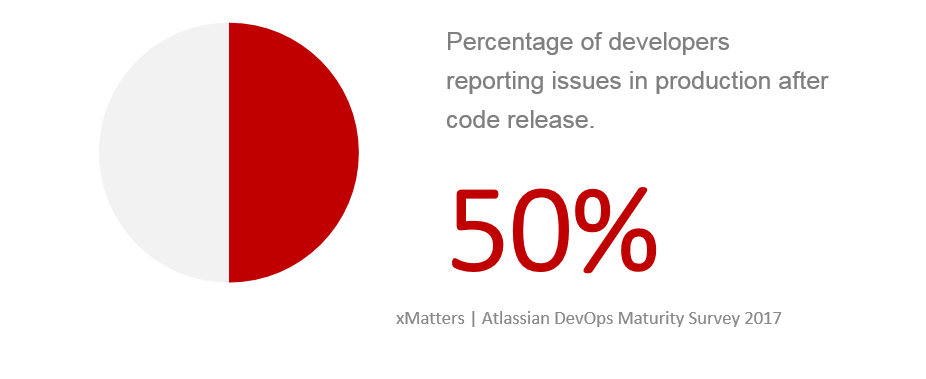 Percentage of developers
reporting issues in production after
code release.
50%
xMatters | Atlassian DevOps Maturity Survey 2017